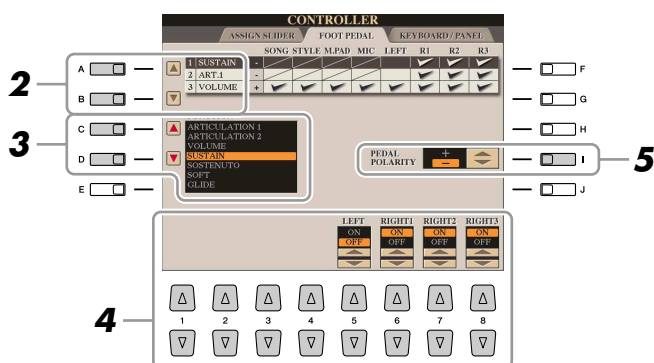 CONTROLLER
ASSIGN SLIDER FOOT PEDAL KEYBOARD / PANEL
SONG STYLE M.PAD MIC LEFT R1 R2 R3
1 SUSTAIN -
2 ART.1 -
3 VOLUME +
A
B
C
D
E
F
G
H
I
J
2
3
ARTICULATION 1
ARTICULATION 2
VOLUME
SUSTAIN
SOSTENUTO
SOFT
GLIDE
PEDAL
POLARITY
+
-
5
LEFT RIGHT1 RIGHT2 RIGHT3
ON ON ON ON
OFF OFF OFF OFF
4
1 2 3 4 5 6 7 8